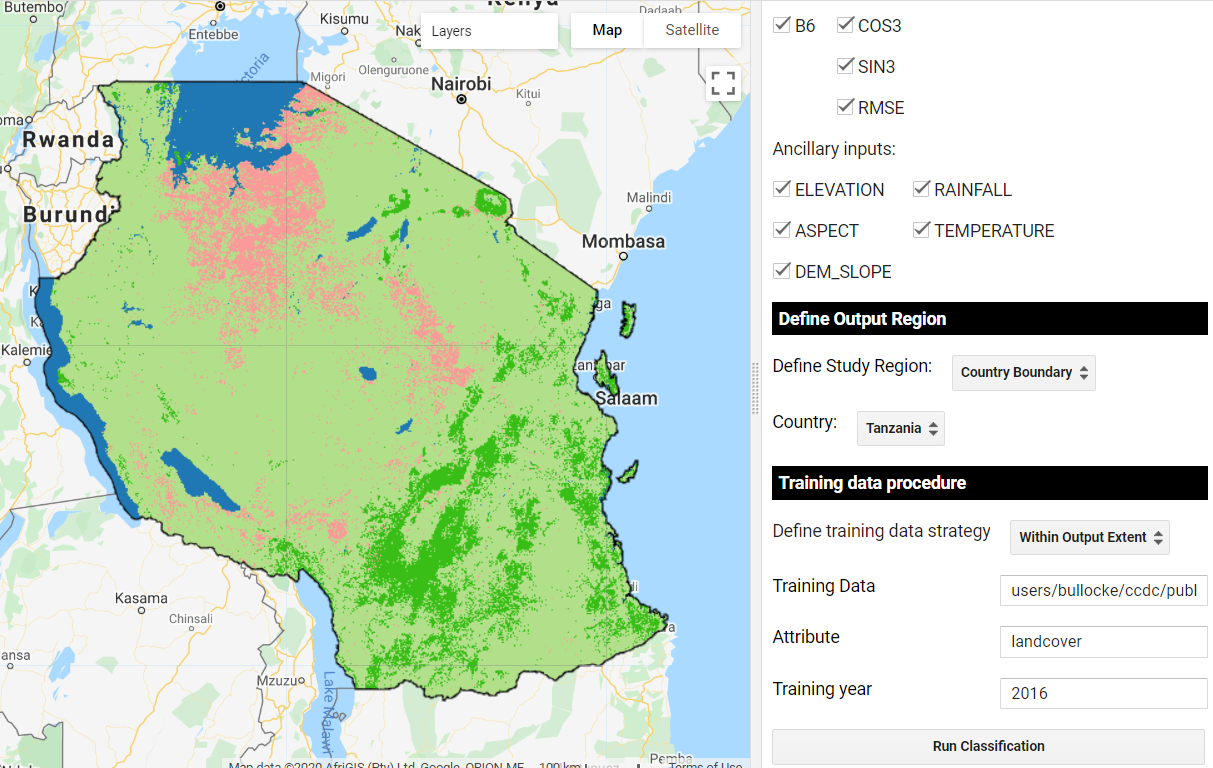 Butembo
Entebbe
Kisumu
Nak
Kenya
Dadaab
Layers
Map
Satellite
Victoria
Migori
Olenguruone
Nairobi
Kitui
Rwanda
Burundi
Malindi
Mombasa
Kalemie
Salaam
Kasama
Chinsali
ansa
Mzuzu
Lake Malawi
Pemba
Map data ©2020 AfriGIS (Pty) Ltd, Google, ORION-ME
100 km
Terms of Use
B6 COS3
SIN3
RMSE
Ancillary inputs:
ELEVATION RAINFALL
ASPECT TEMPERATURE
DEM_SLOPE
Define Output Region
Define Study Region: Country Boundary
Country: Tanzania
Training data procedure
Define training data strategy Within Output Extent
Training Data users/bullocke/ccdc/publ
Attribute landcover
Training year 2016
Run Classification